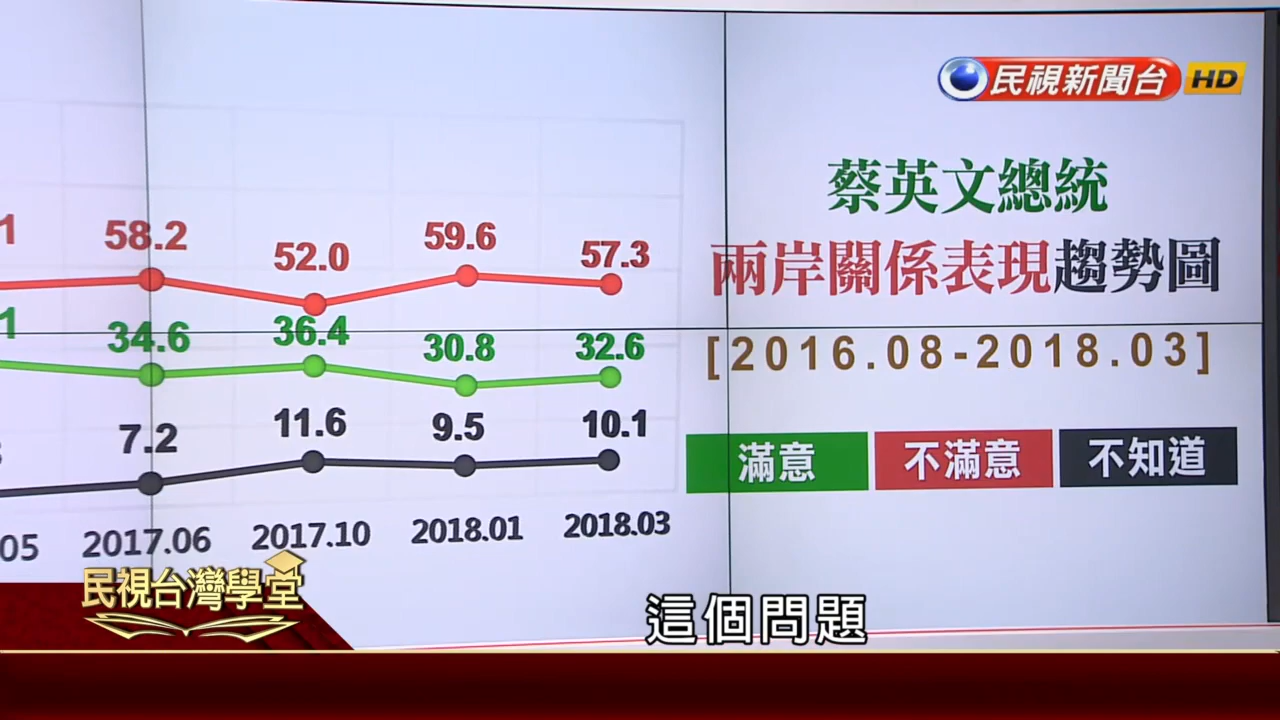 民視新聞台 HD
蔡英文總統
兩岸關係表現趨勢圖
[2016.08-2018.03]
滿意 不滿意 不知道
1 58.2 52.0 59.6 57.3
1 34.6 36.4 30.8 32.6
7.2 11.6 9.5 10.1
05 2017.06 2017.10 2018.01 2018.03
民視台灣學堂
這個問題